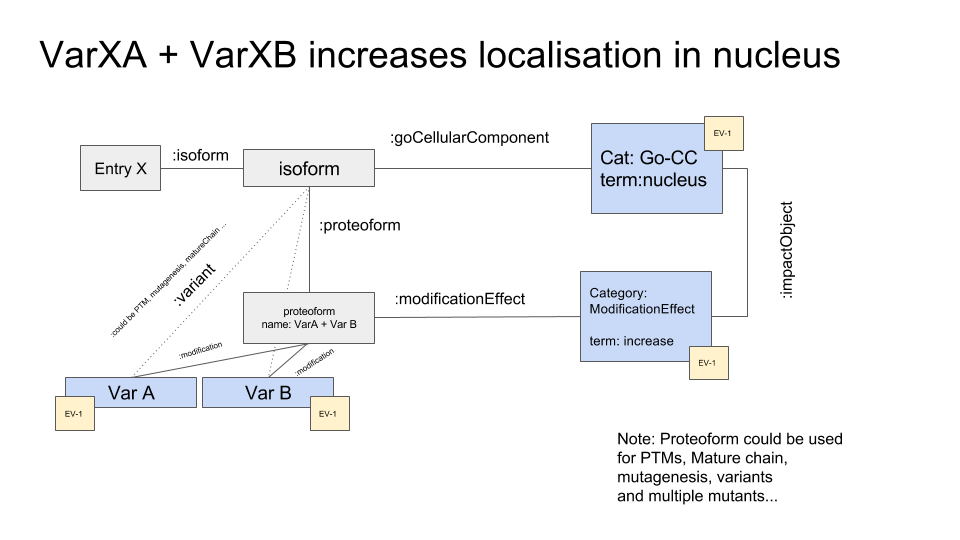 VarXA + VarXB increases localisation in nucleus
:goCellularComponent
EV-1
Entry X
:isoform
isoform
Cat: Go-CC
term:nucleus
:proteoform
:impactObject
:could be PTM, mutagenesis, matureChain ...
:variant
proteoform
name: VarA + Var B
:modificationEffect
Category:
ModificationEffect
term: increase
EV-1
:modification
:modification
Var A
Var B
EV-1
EV-1
Note: Proteoform could be used
for PTMs, Mature chain,
mutagenesis, variants
and multiple mutants...